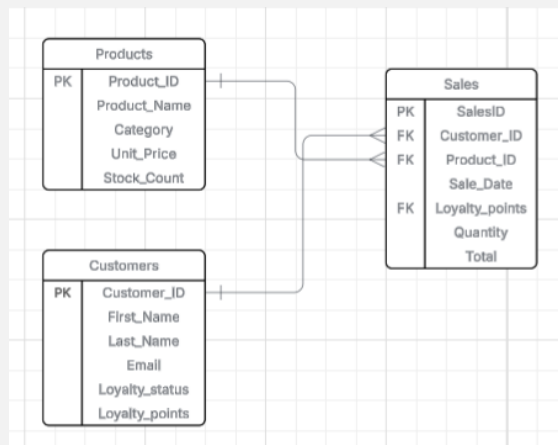 Products
PK Product_ID
Product_Name
Category
Unit_Price
Stock_Count
Customers
PK Customer_ID
First_Name
Last_Name
Email
Loyalty_status
Loyalty_points
Sales
PK SalesID
FK Customer_ID
FK Product_ID
Sale_Date
FK Loyalty_points
Quantity
Total